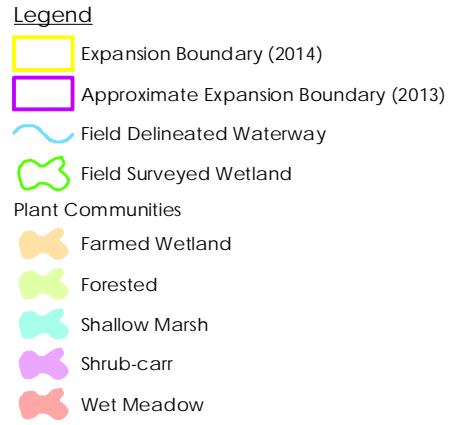 Legend
Expansion Boundary (2014)
Approximate Expansion Boundary (2013)
Field Delineated Waterway
Field Surveyed Wetland
Plant Communities
Farmed Wetland
Forested
Shallow Marsh
Shrub-carr
Wet Meadow